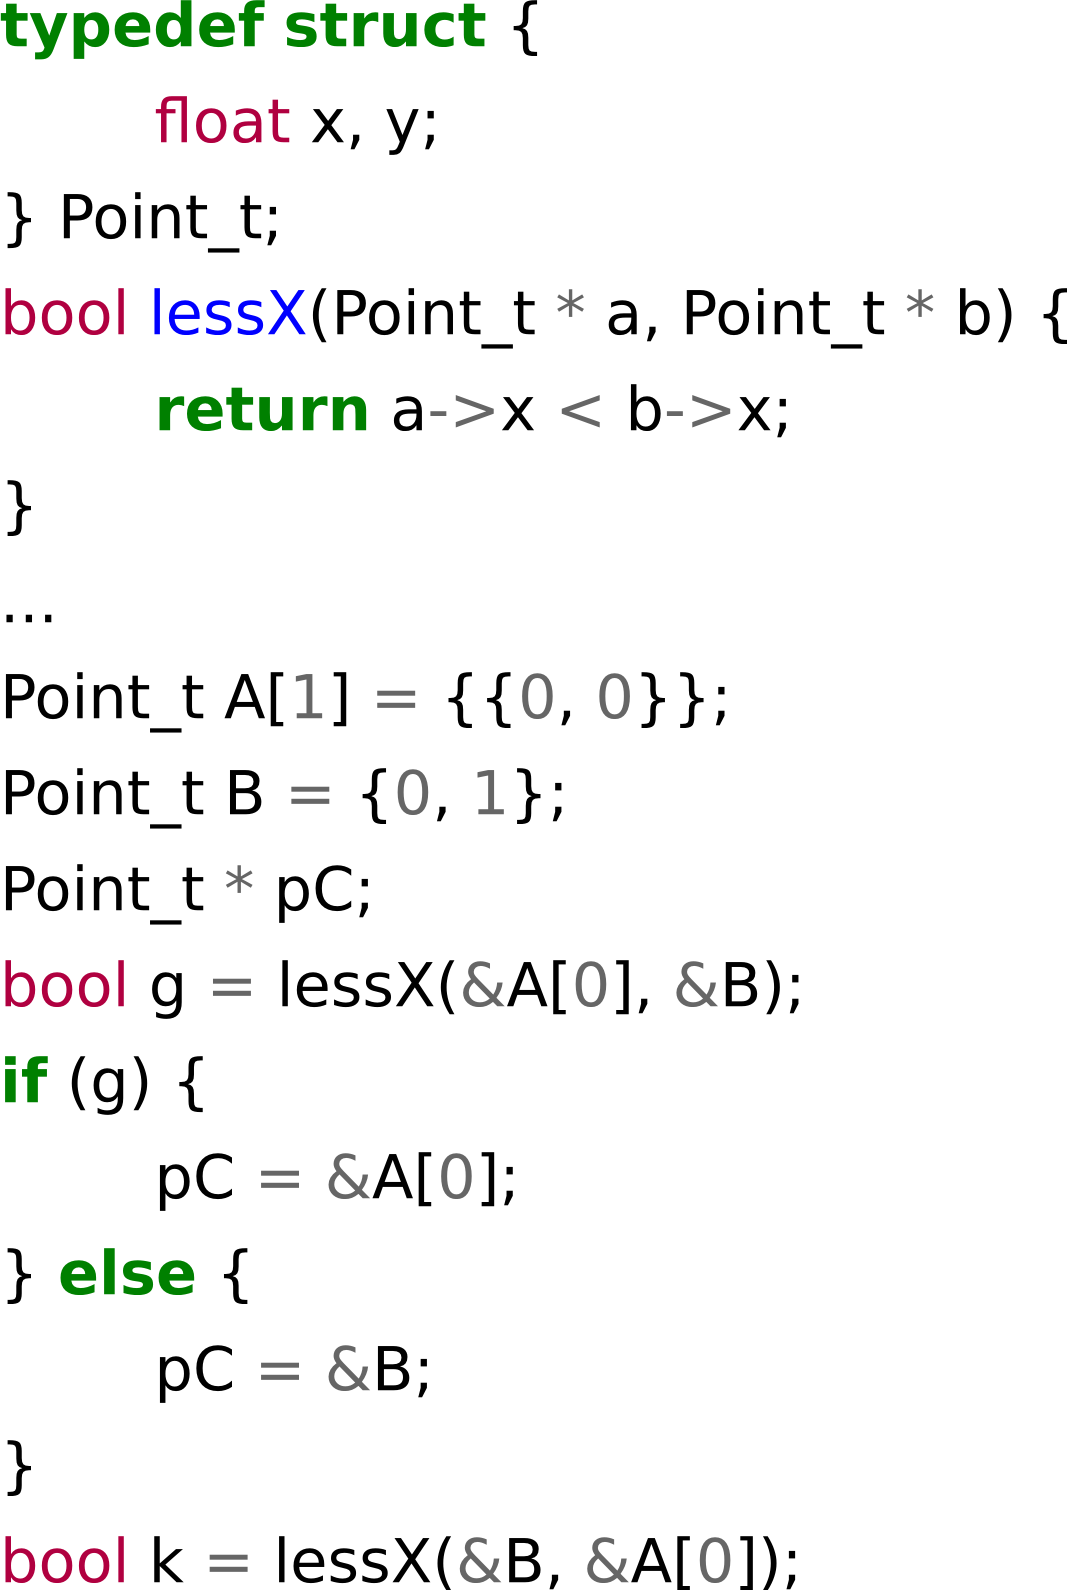 typedef struct {
float x, y;
} Point_t;
bool lessX(Point_t * a, Point_t * b) {
return a->x < b->x;
}
...
Point_t A[1] = {{0, 0}};
Point_t B = {0, 1};
Point_t * pC;
bool g = lessX(&A[0], &B);
if (g) {
pC = &A[0];
} else {
pC = &B;
}
bool k = lessX(&B, &A[0]);